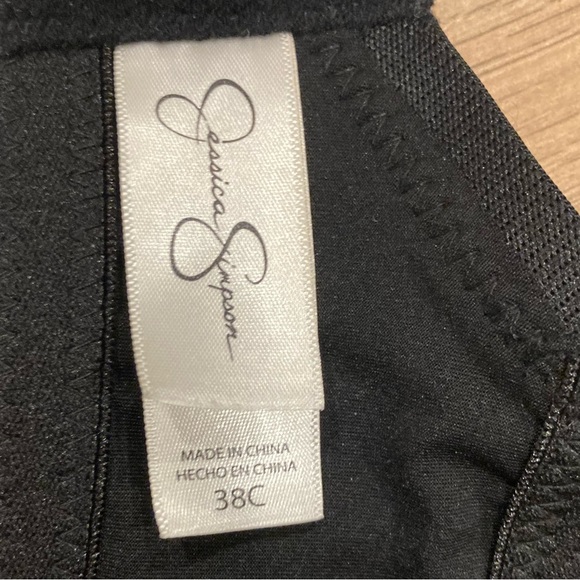 Jessica Simpson
MADE IN CHINA
HECHO EN CHINA
38C